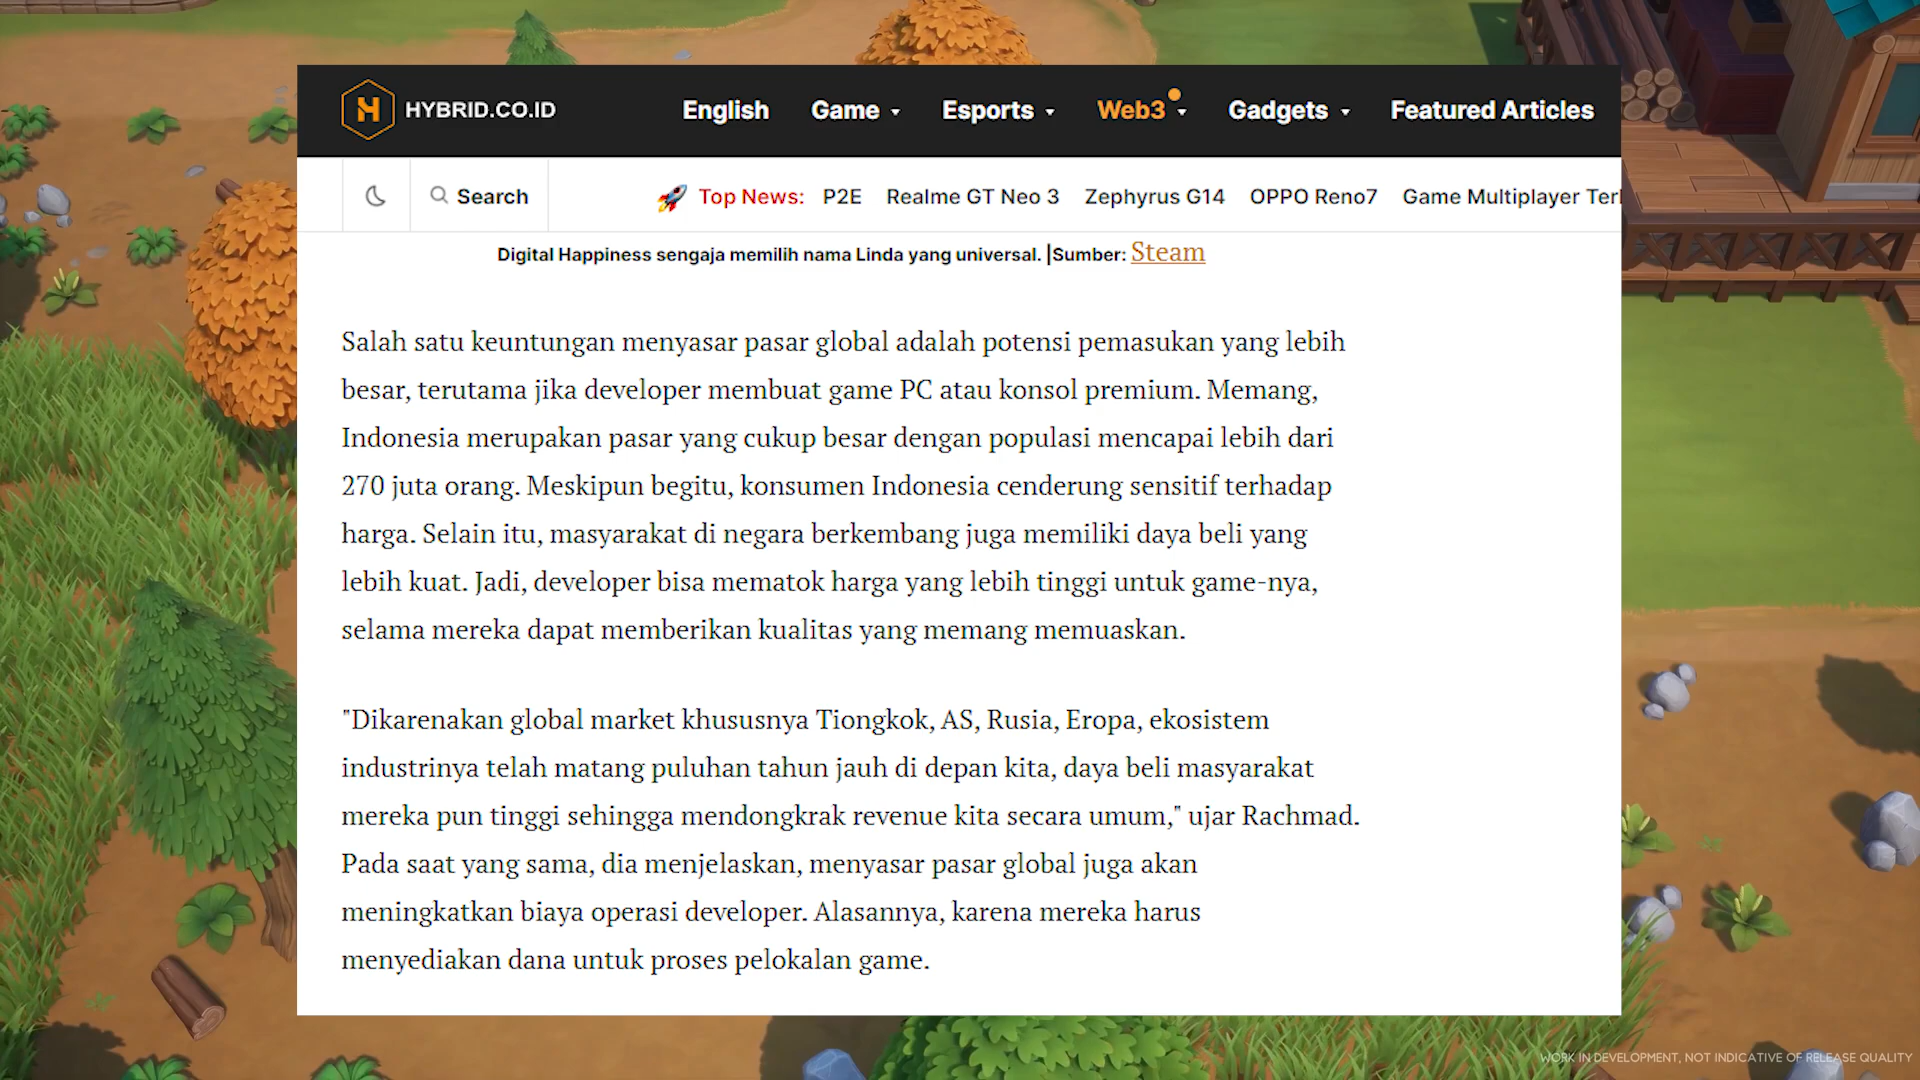 HYBRID.CO.ID
English Game Esports Web3 Gadgets Featured Articles
Search
Top News: P2E Realme GT Neo 3 Zephyrus G14 OPPO Reno7 Game Multiplayer
Digital Happiness sengaja memilih nama Linda yang universal. |Sumber: Steam
Salah satu keuntungan menyasar pasar global adalah potensi pemasukan yang lebih
besar, terutama jika developer membuat game PC atau konsol premium. Memang,
Indonesia merupakan pasar yang cukup besar dengan populasi mencapai lebih dari
270 juta orang. Meskipun begitu, konsumen Indonesia cenderung sensitif terhadap
harga. Selain itu, masyarakat di negara berkembang juga memiliki daya beli yang
lebih kuat. Jadi, developer bisa mematok harga yang lebih tinggi untuk game-nya,
selama mereka dapat memberikan kualitas yang memang memuaskan.
"Dikarenakan global market khususnya Tiongkok, AS, Rusia, Eropa, ekosistem
industrinya telah matang puluhan tahun jauh di depan kita, daya beli masyarakat
mereka pun tinggi sehingga mendongkrak revenue kita secara umum," ujar Rachmad.
Pada saat yang sama, dia menjelaskan, menyasar pasar global juga akan
meningkatkan biaya operasi developer. Alasannya, karena mereka harus
menyediakan dana untuk proses pelokalan game.
WORK IN DEVELOPMENT, NOT INDICATIVE OF RELEASE QUALITY